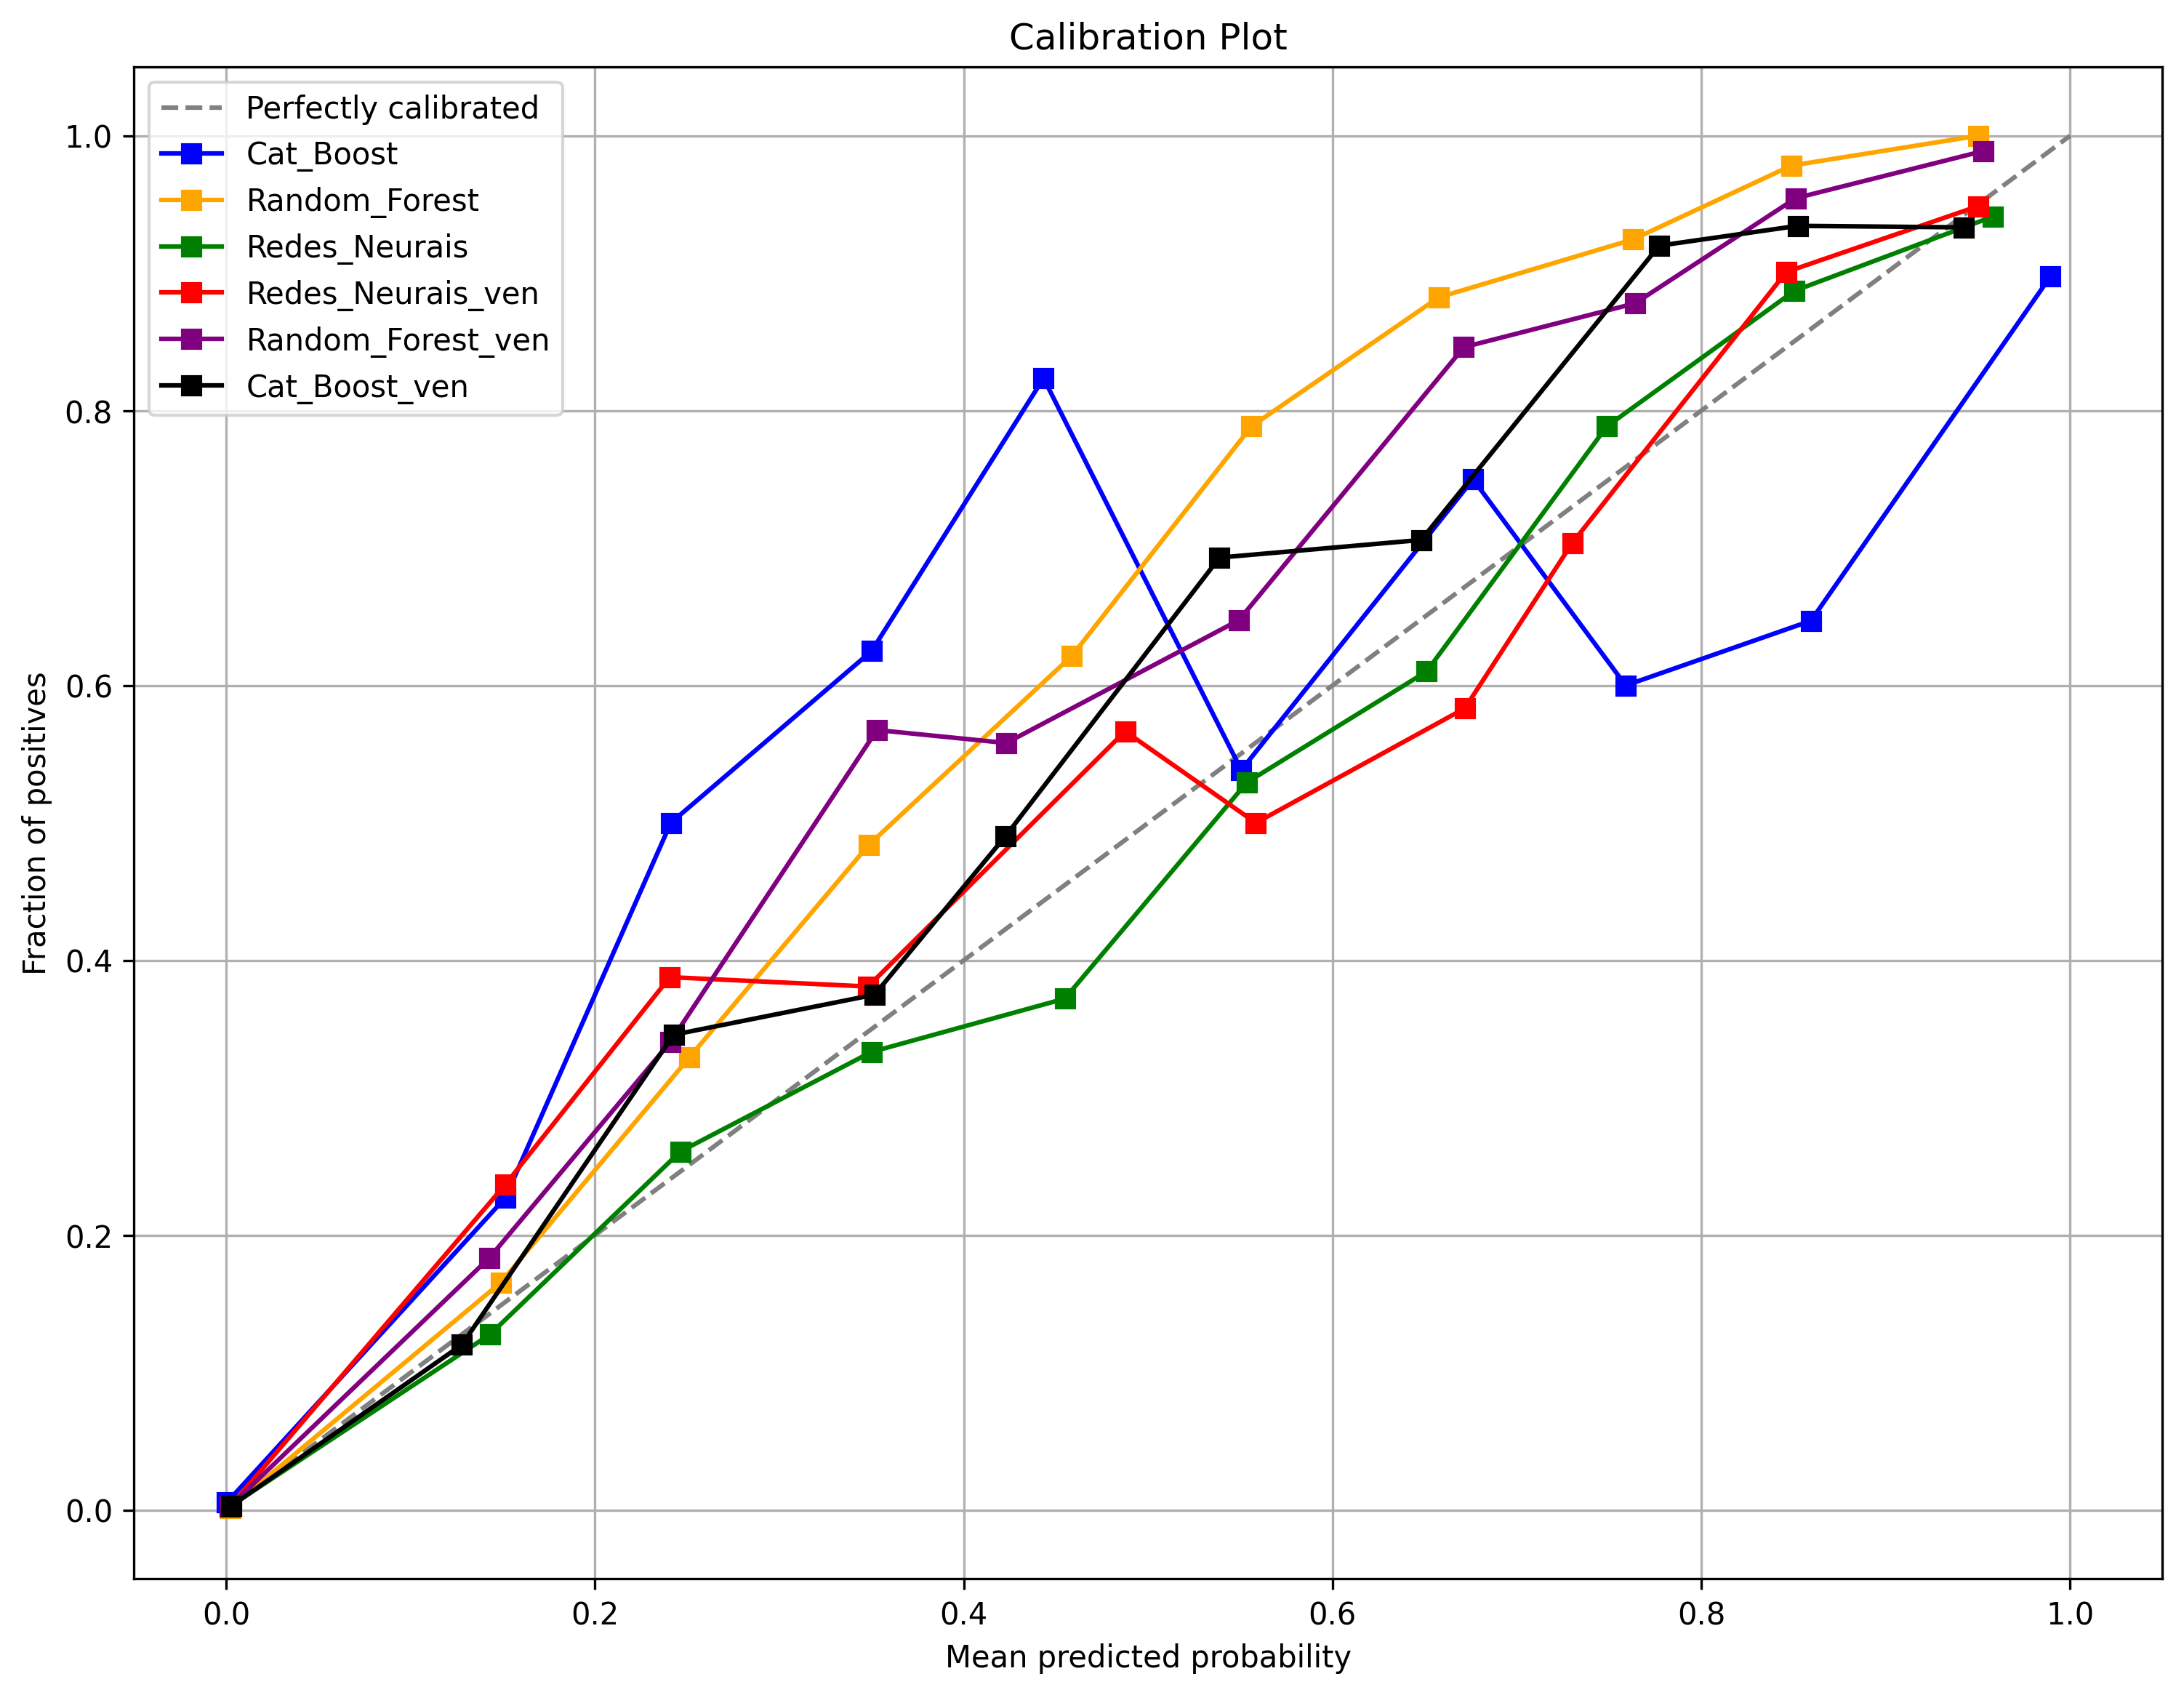 Calibration Plot
Perfectly calibrated
Cat_Boost
Random_Forest
Redes_Neurais
Redes_Neurais_ven
Random_Forest_ven
Cat_Boost_ven
1.0
0.8
0.6
0.4
0.2
0.0
Fraction of positives
0.0 0.2 0.4 0.6 0.8 1.0
Mean predicted probability